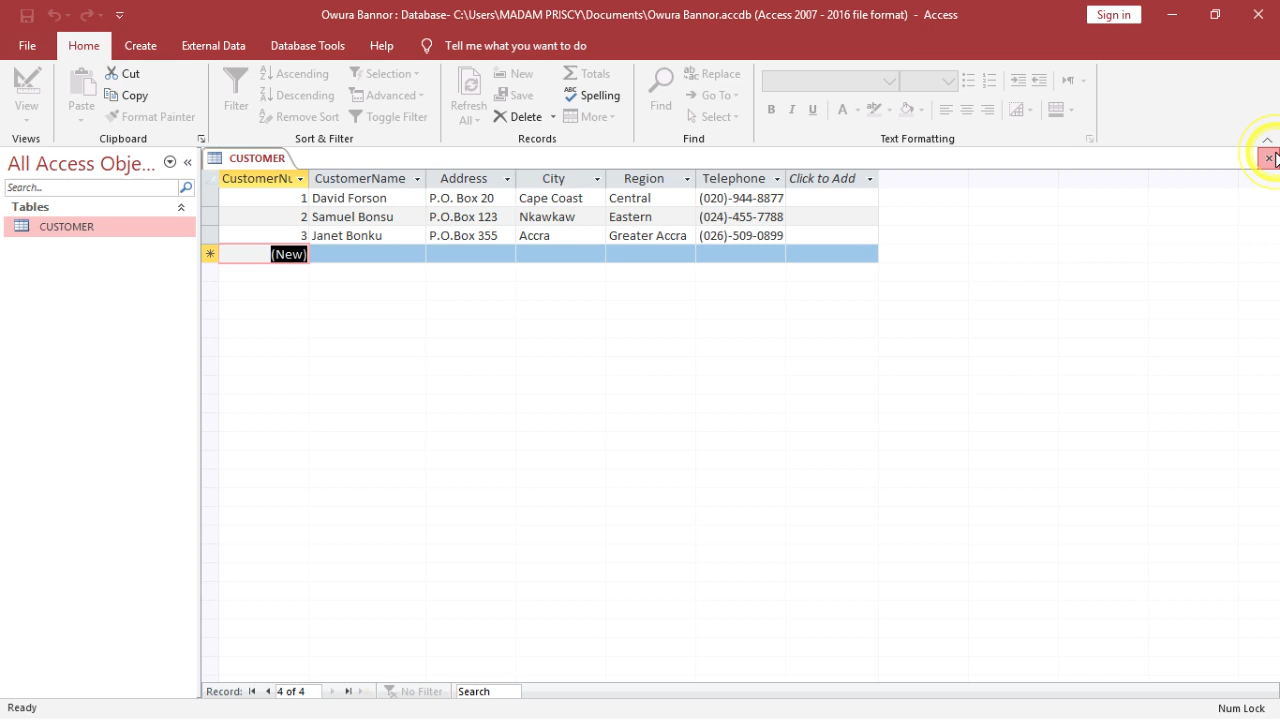 Owura Bannor : Database- C:\Users\MADAM PRISCY\Documents\Owura Bannor.accdb (Access 2007 - 2016 file format) - Access
Sign in
File Home Create External Data Database Tools Help Tell me what you want to do
View
Views
Paste
Cut
Copy
Format Painter
Clipboard
Filter
Ascending
Descending
Remove Sort
Selection
Advanced
Toggle Filter
Sort & Filter
Refresh
All
New
Save
Delete
Totals
Spelling
More
Records
Find
Replace
Go To
Select
Find
Text Formatting
All Access Obje...
Search...
Tables
CUSTOMER
CUSTOMER
CustomerNu CustomerName Address City Region Telephone Click to Add
1 David Forson P.O. Box 20 Cape Coast Central (020)-944-8877
2 Samuel Bonsu P.O.Box 123 Nkawkaw Eastern (024)-455-7788
3 Janet Bonku P.O.Box 355 Accra Greater Accra (026)-509-0899
(New)
Record: 4 of 4 No Filter Search
Ready
Num Lock